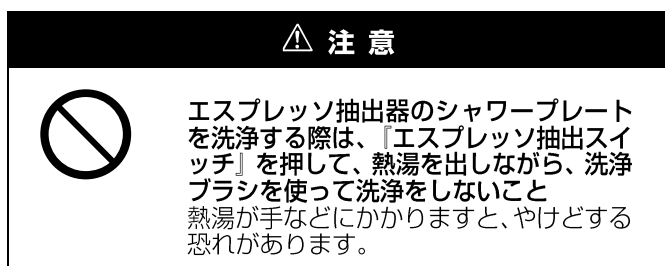 ⚠ 注意
エスプレッソ抽出器のシャワープレート
を洗浄する際は、『エスプレッソ抽出スイ
ッチ』を押して、熱湯を出しながら、洗浄
ブラシを使って洗浄をしないこと
熱湯が手などにかかりますと、やけどする
恐れがあります。